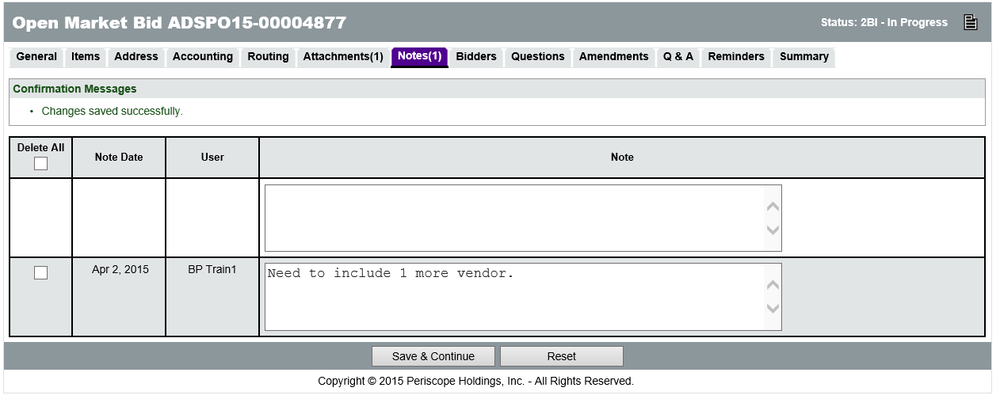 Open Market Bid ADSPO15-00004877
Status: 2BI - In Progress
General Items Address Accounting Routing Attachments(1) Notes(1) Bidders Questions Amendments Q & A Reminders Summary
Confirmation Messages
• Changes saved successfully.
Delete All Note Date User Note
Apr 2, 2015 BP Train1 Need to include 1 more vendor.
Save & Continue Reset
Copyright © 2015 Periscope Holdings, Inc. - All Rights Reserved.